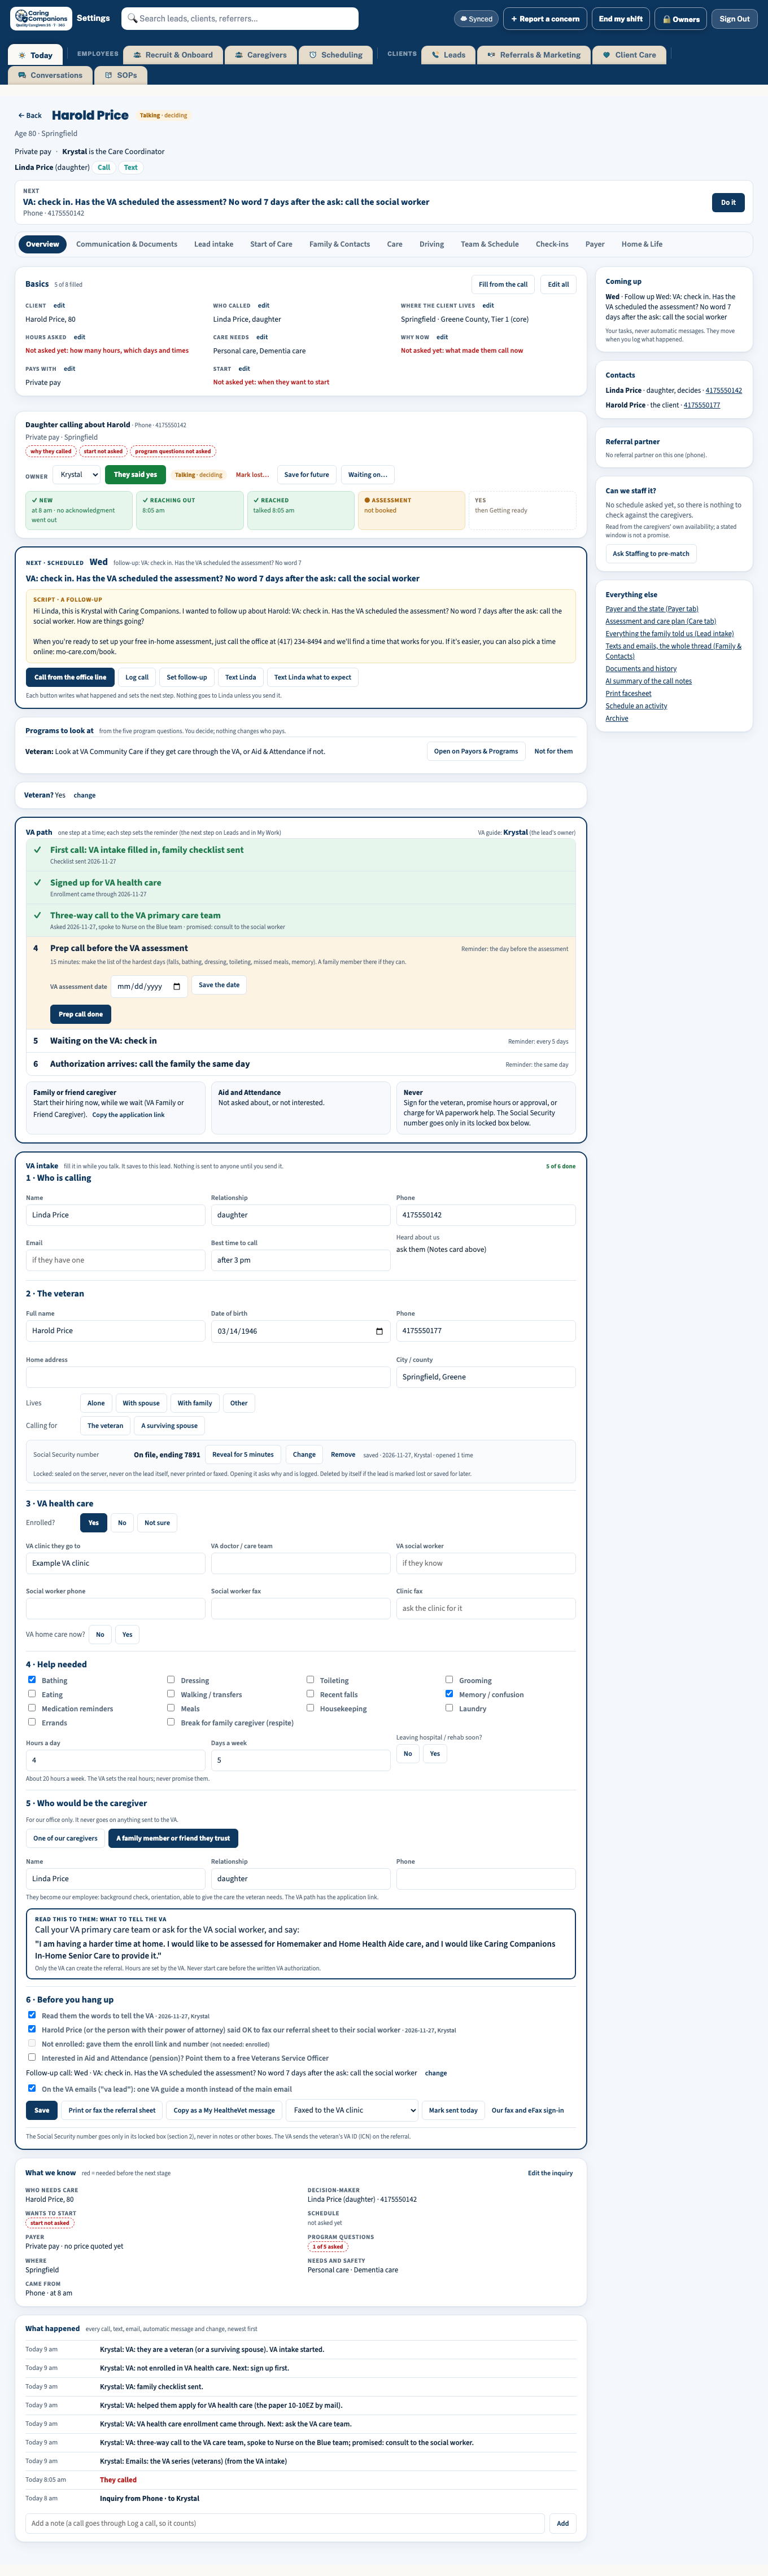 Caring Companions
Settings
Search leads, clients, referrers...
Synced
+ Report a concern
End my shift
Owners
Sign Out
Today
EMPLOYEES
Recruit & Onboard
Caregivers
Scheduling
CLIENTS
Leads
Referrals & Marketing
Client Care
Conversations
SOPs
← Back
Harold Price
Talking · deciding
Age 80 · Springfield
Private pay · Krystal is the Care Coordinator
Linda Price (daughter) Call Text
NEXT
VA: check in. Has the VA scheduled the assessment? No word 7 days after the ask: call the social worker
Phone · 4175550142
Do it
Overview
Communication & Documents
Lead intake
Start of Care
Family & Contacts
Care
Driving
Team & Schedule
Check-ins
Payer
Home & Life
Basics 5 of 8 filled
Fill from the call
Edit all
CLIENT edit
Harold Price, 80
WHO CALLED edit
Linda Price, daughter
WHERE THE CLIENT LIVES edit
Springfield · Greene County, Tier 1 (core)
HOURS ASKED edit
Not asked yet: how many hours, which days and times
CARE NEEDS edit
Personal care, Dementia care
WHY NOW edit
Not asked yet: what made them call now
PAYS WITH edit
Private pay
START edit
Not asked yet: when they want to start
Daughter calling about Harold · Phone · 4175550142
Private pay · Springfield
why they called
start not asked
program questions not asked
OWNER
Krystal
They said yes
Talking · deciding
Mark lost...
Save for future
Waiting on...
✓ NEW
at 8 am · no acknowledgment went out
✓ REACHING OUT
8:05 am
✓ REACHED
talked 8:05 am
ASSESSMENT
not booked
YES
then Getting ready
NEXT · SCHEDULED Wed follow-up: VA: check in. Has the VA scheduled the assessment? No word 7
VA: check in. Has the VA scheduled the assessment? No word 7 days after the ask: call the social worker
SCRIPT · A FOLLOW-UP
Hi Linda, this is Krystal with Caring Companions. I wanted to follow up about Harold: VA: check in. Has the VA scheduled the assessment? No word 7 days after the ask: call the
social worker. How are things going?
When you're ready to set up your free in-home assessment, just call the office at (417) 234-8494 and we'll find a time that works for you. If it's easier, you can also pick a time
online: mo-care.com/book.
Call from the office line
Log call
Set follow-up
Text Linda
Text Linda what to expect
Each button writes what happened and sets the next step. Nothing goes to Linda unless you send it.
Programs to look at from the five program questions. You decide; nothing changes who pays.
Veteran: Look at VA Community Care if they get care through the VA, or Aid & Attendance if not.
Open on Payors & Programs
Not for them
Veteran? Yes change
VA path one step at a time; each step sets the reminder (the next step on Leads and in My Work)
VA guide: Krystal (the lead's owner)
✓ First call: VA intake filled in, family checklist sent
Checklist sent 2026-11-27
✓ Signed up for VA health care
Enrollment came through 2026-11-27
✓ Three-way call to the VA primary care team
Asked 2026-11-27, spoke to Nurse on the Blue team · promised: consult to the social worker
4 Prep call before the VA assessment
Reminder: the day before the assessment
15 minutes: make the list of the hardest days (falls, bathing, dressing, toileting, missed meals, memory). A family member there if they can.
VA assessment date
mm/dd/yyyy
Save the date
Prep call done
5 Waiting on the VA: check in
Reminder: every 5 days
6 Authorization arrives: call the family the same day
Reminder: the same day
Family or friend caregiver
Start their hiring now, while we wait (VA Family or Friend Caregiver). Copy the application link
Aid and Attendance
Not asked about, or not interested.
Never
Sign for the veteran, promise hours or approval, or charge for VA paperwork help. The Social Security number goes only in its locked box below.
VA intake fill it in while you talk. It saves to this lead. Nothing is sent to anyone until you send it.
5 of 6 done
1 · Who is calling
Name
Linda Price
Relationship
daughter
Phone
4175550142
Email
if they have one
Best time to call
after 3 pm
Heard about us
ask them (Notes card above)
2 · The veteran
Full name
Harold Price
Date of birth
03/14/1946
Phone
4175550177
Home address
City / county
Springfield, Greene
Lives
Alone
With spouse
With family
Other
Calling for
The veteran
A surviving spouse
Social Security number
On file, ending 7891
Reveal for 5 minutes
Change
Remove
saved · 2026-11-27, Krystal · opened 1 time
Locked: sealed on the server, never on the lead itself, never printed or faxed. Opening it asks why and is logged. Deleted by itself if the lead is marked lost or saved for later.
3 · VA health care
Enrolled?
Yes
No
Not sure
VA clinic they go to
Example VA clinic
VA doctor / care team
VA social worker
if they know
Social worker phone
Social worker fax
Clinic fax
ask the clinic for it
VA home care now?
No
Yes
4 · Help needed
Bathing
Dressing
Toileting
Grooming
Eating
Walking / transfers
Recent falls
Memory / confusion
Medication reminders
Meals
Housekeeping
Laundry
Errands
Break for family caregiver (respite)
Hours a day
4
Days a week
5
Leaving hospital / rehab soon?
No
Yes
About 20 hours a week. The VA sets the real hours; never promise them.
5 · Who would be the caregiver
For our office only. It never goes on anything sent to the VA.
One of our caregivers
A family member or friend they trust
Name
Linda Price
Relationship
daughter
Phone
They become our employee: background check, orientation, able to give the care the veteran needs. The VA path has the application link.
READ THIS TO THEM: WHAT TO TELL THE VA
Call your VA primary care team or ask for the VA social worker, and say:
"I am having a harder time at home. I would like to be assessed for Homemaker and Home Health Aide care, and I would like Caring Companions
In-Home Senior Care to provide it."
Only the VA can create the referral. Hours are set by the VA. Never start care before the written VA authorization.
6 · Before you hang up
Read them the words to tell the VA · 2026-11-27, Krystal
Harold Price (or the person with their power of attorney) said OK to fax our referral sheet to their social worker · 2026-11-27, Krystal
Not enrolled: gave them the enroll link and number (not needed: enrolled)
Interested in Aid and Attendance (pension)? Point them to a free Veterans Service Officer
Follow-up call: Wed · VA: check in. Has the VA scheduled the assessment? No word 7 days after the ask: call the social worker change
On the VA emails ("va lead"): one VA guide a month instead of the main email
Save
Print or fax the referral sheet
Copy as a My HealtheVet message
Faxed to the VA clinic
Mark sent today
Our fax and eFax sign-in
The Social Security number goes only in its locked box (section 2), never in notes or other boxes. The VA sends the veteran's VA ID (ICN) on the referral.
What we know red = needed before the next stage
Edit the inquiry
WHO NEEDS CARE
Harold Price, 80
DECISION-MAKER
Linda Price (daughter) · 4175550142
WANTS TO START
start not asked
SCHEDULE
not asked yet
PAYER
Private pay · no price quoted yet
PROGRAM QUESTIONS
1 of 5 asked
WHERE
Springfield
NEEDS AND SAFETY
Personal care · Dementia care
CAME FROM
Phone · at 8 am
What happened every call, text, email, automatic message and change, newest first
Today 9 am Krystal: VA: they are a veteran (or a surviving spouse). VA intake started.
Today 9 am Krystal: VA: not enrolled in VA health care. Next: sign up first.
Today 9 am Krystal: VA: family checklist sent.
Today 9 am Krystal: VA: helped them apply for VA health care (the paper 10-10EZ by mail).
Today 9 am Krystal: VA: VA health care enrollment came through. Next: ask the VA care team.
Today 9 am Krystal: VA: three-way call to the VA care team, spoke to Nurse on the Blue team; promised: consult to the social worker.
Today 9 am Krystal: Emails: the VA series (veterans) (from the VA intake)
Today 8:05 am They called
Today 8 am Inquiry from Phone · to Krystal
Add a note (a call goes through Log a call, so it counts)
Add
Coming up
Wed · Follow up Wed: VA: check in. Has the
VA scheduled the assessment? No word 7
days after the ask: call the social worker
Your tasks, never automatic messages. They move
when you log what happened.
Contacts
Linda Price · daughter, decides · 4175550142
Harold Price · the client · 4175550177
Referral partner
No referral partner on this one (phone).
Can we staff it?
No schedule asked yet, so there is nothing to
check against the caregivers.
Read from the caregivers' own availability; a stated
window is not a promise.
Ask Staffing to pre-match
Everything else
Payer and the state (Payer tab)
Assessment and care plan (Care tab)
Everything the family told us (Lead intake)
Texts and emails, the whole thread (Family &
Contacts)
Documents and history
AI summary of the call notes
Print facesheet
Schedule an activity
Archive